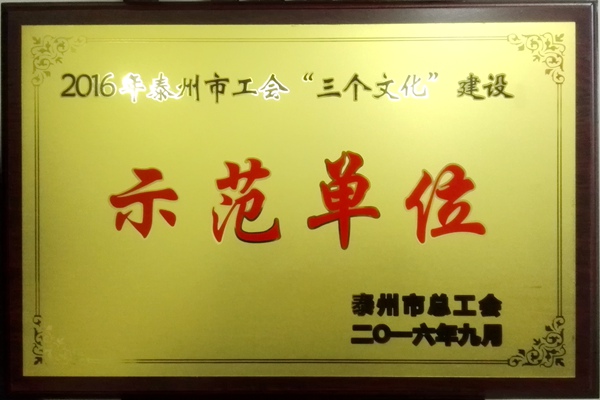 2016年泰州市工会“三个文化”建设
示范单位
泰州市总工会
二〇一六年九月